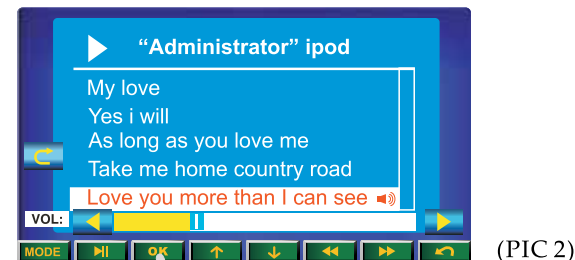 “Administrator” ipod
My love
Yes i will
As long as you love me
Take me home country road
Love you more than I can see
VOL:
MODE OK
(PIC 2)